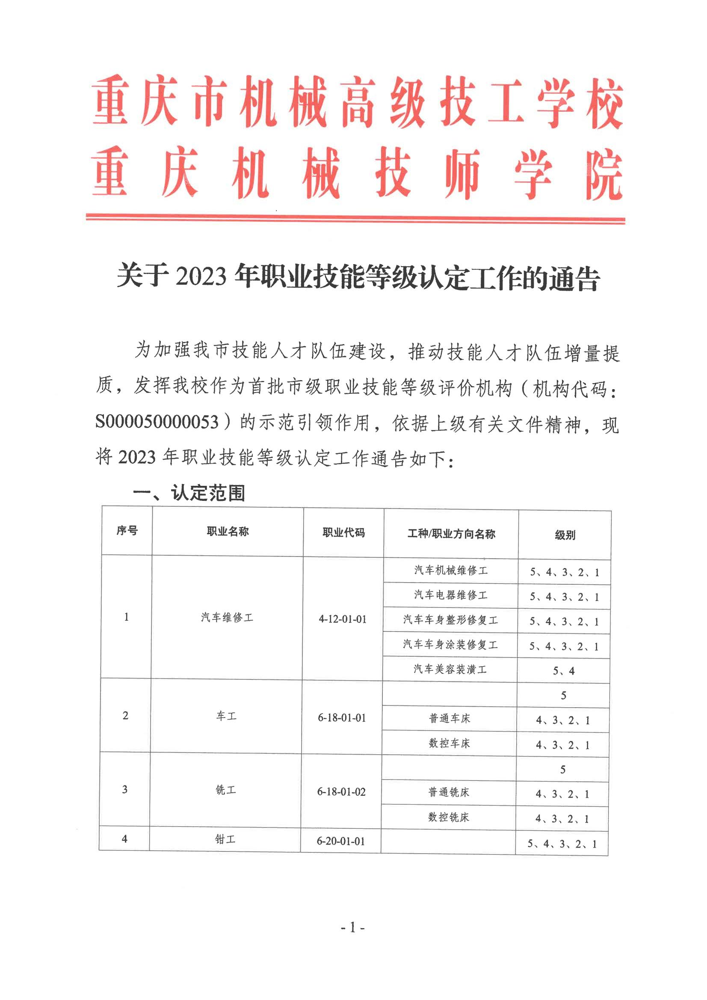 重庆市机械高级技工学校
重庆机械技师学院
关于 2023 年职业技能等级认定工作的通告
为加强我市技能人才队伍建设，推动技能人才队伍增量提
质，发挥我校作为首批市级职业技能等级评价机构（机构代码：
S000050000053）的示范引领作用，依据上级有关文件精神，现
将 2023 年职业技能等级认定工作通告如下：
一、认定范围
序号 职业名称 职业代码 工种/职业方向名称 级别
汽车机械维修工 5、4、3、2、1
汽车电器维修工 5、4、3、2、1
1 汽车维修工 4-12-01-01 汽车车身整形修复工 5、4、3、2、1
汽车车身涂装修复工 5、4、3、2、1
汽车美容装潢工 5、4
5
2 车工 6-18-01-01 普通车床 4、3、2、1
数控车床 4、3、2、1
5
3 铣工 6-18-01-02 普通铣床 4、3、2、1
数控铣床 4、3、2、1
4 钳工 6-20-01-01 5、4、3、2、1
- 1 -